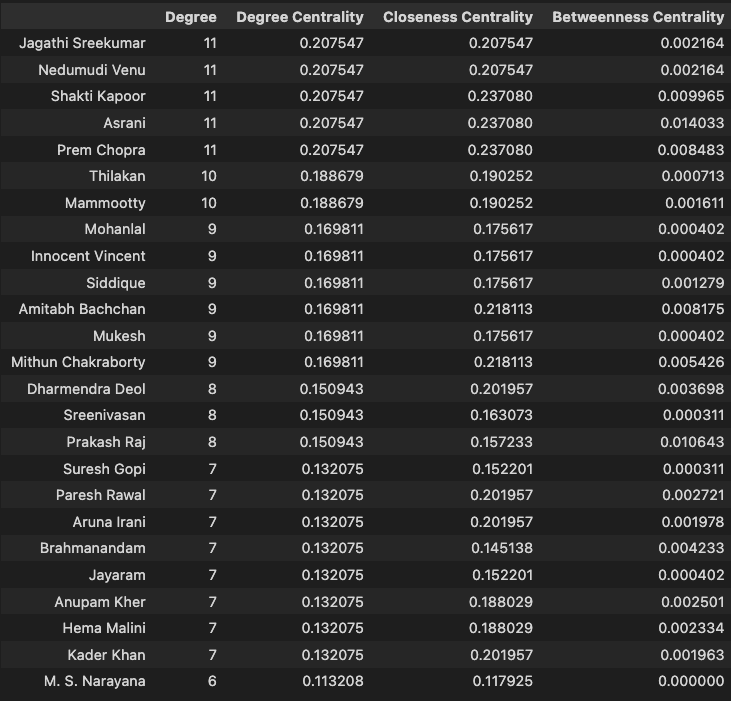 Degree Degree Centrality Closeness Centrality Betweenness Centrality
Jagathi Sreekumar 11 0.207547 0.207547 0.002164
Nedumudi Venu 11 0.207547 0.207547 0.002164
Shakti Kapoor 11 0.207547 0.237080 0.009965
Asrani 11 0.207547 0.237080 0.014033
Prem Chopra 11 0.207547 0.237080 0.008483
Thilakan 10 0.188679 0.190252 0.000713
Mammootty 10 0.188679 0.190252 0.001611
Mohanlal 9 0.169811 0.175617 0.000402
Innocent Vincent 9 0.169811 0.175617 0.000402
Siddique 9 0.169811 0.175617 0.001279
Amitabh Bachchan 9 0.169811 0.218113 0.008175
Mukesh 9 0.169811 0.175617 0.000402
Mithun Chakraborty 9 0.169811 0.218113 0.005426
Dharmendra Deol 8 0.150943 0.201957 0.003698
Sreenivasan 8 0.150943 0.163073 0.000311
Prakash Raj 8 0.150943 0.157233 0.010643
Suresh Gopi 7 0.132075 0.152201 0.000311
Paresh Rawal 7 0.132075 0.201957 0.002721
Aruna Irani 7 0.132075 0.201957 0.001978
Brahmanandam 7 0.132075 0.145138 0.004233
Jayaram 7 0.132075 0.152201 0.000402
Anupam Kher 7 0.132075 0.188029 0.002501
Hema Malini 7 0.132075 0.188029 0.002334
Kader Khan 7 0.132075 0.201957 0.001963
M. S. Narayana 6 0.113208 0.117925 0.000000